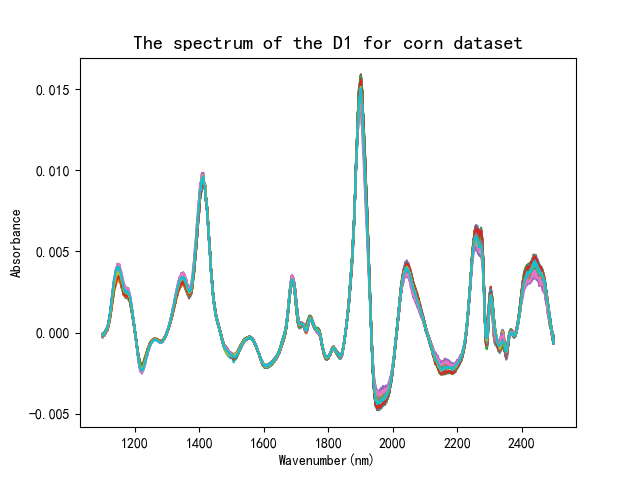 The spectrum of the D1 for corn dataset
0.015
0.010
0.005
0.000
−0.005
Absorbance
1200 1400 1600 1800 2000 2200 2400
Wavenumber(nm)